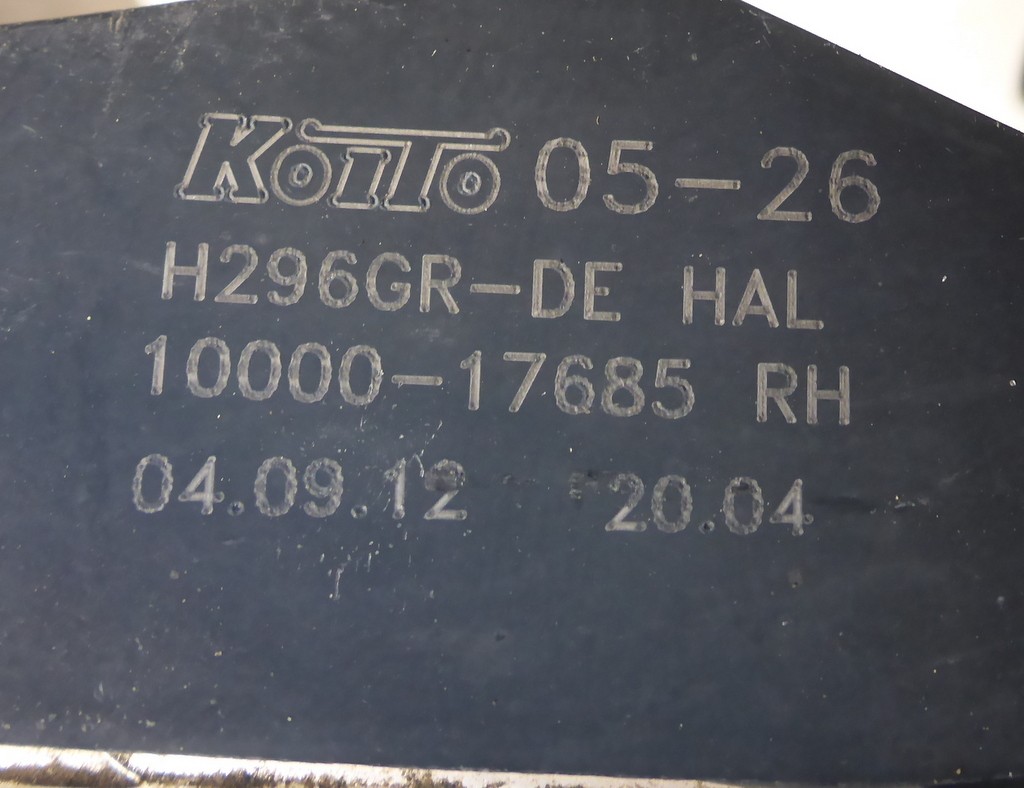 KOITO 05-26
H296GR-DE HAL
10000-17685 RH
04.09.12 20.04